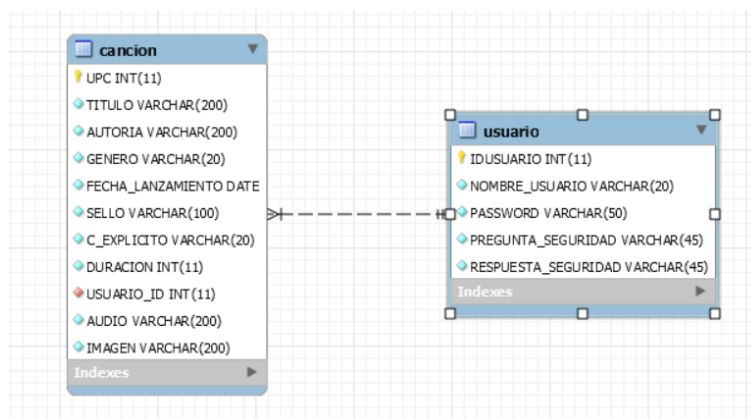 cancion
UPC INT(11)
TITULO VARCHAR(200)
AUTORIA VARCHAR(200)
GENERO VARCHAR(20)
FECHA_LANZAMIENTO DATE
SELLO VARCHAR(100)
C_EXPLICITO VARCHAR(20)
DURACION INT(11)
USUARIO_ID INT(11)
AUDIO VARCHAR(200)
IMAGEN VARCHAR(200)
Indexes
usuario
IDUSUARIO INT(11)
NOMBRE_USUARIO VARCHAR(20)
PASSWORD VARCHAR(50)
PREGUNTA_SEGURIDAD VARCHAR(45)
RESPUESTA_SEGURIDAD VARCHAR(45)
Indexes